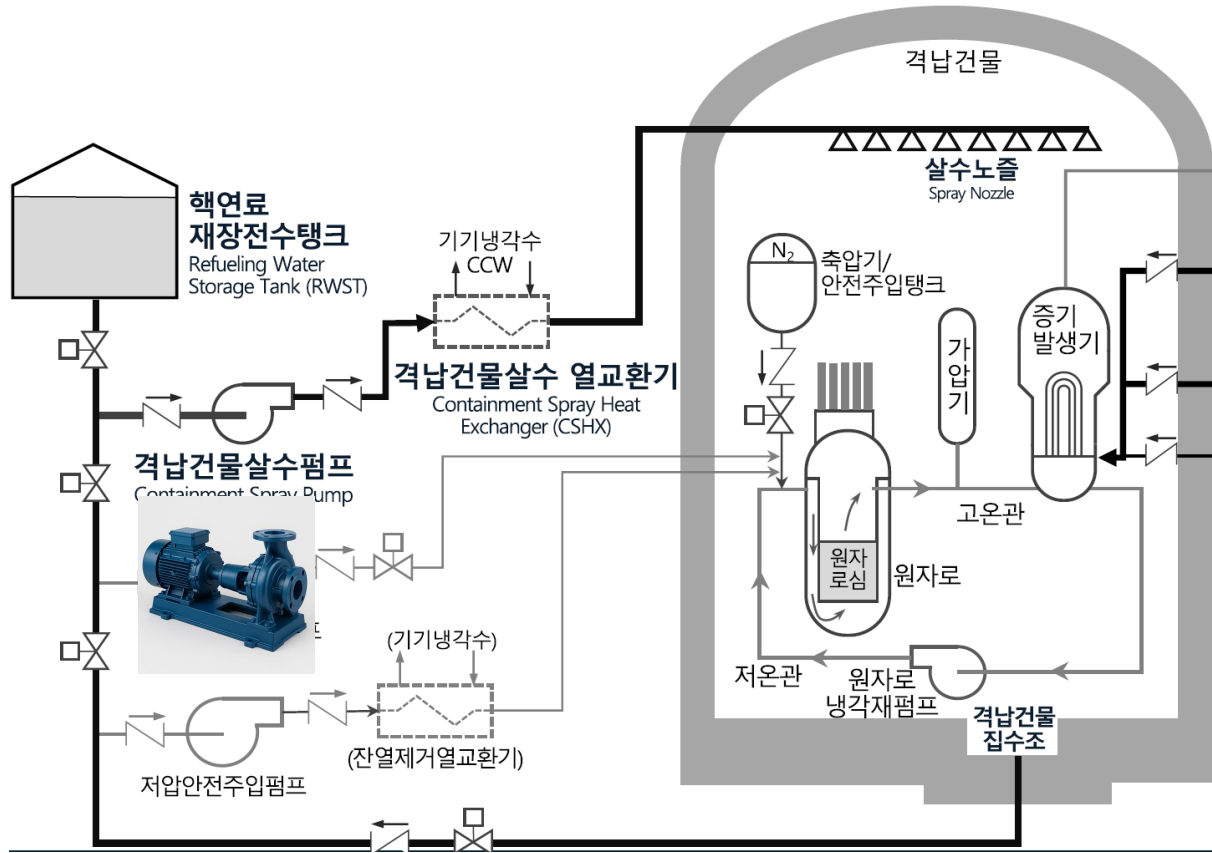 격납건물
살수노즐
Spray Nozzle
핵연료
재장전수탱크
Refueling Water
Storage Tank (RWST)
기기냉각수
CCW
N₂
축압기/
안전주입탱크
증기
발생기
가
압
기
격납건물살수 열교환기
Containment Spray Heat
Exchanger (CSHX)
격납건물살수펌프
Containment Spray Pump
고온관
원자
로심
원자로
(기기냉각수)
저온관
원자로
냉각재펌프
격납건물
집수조
(잔열제거열교환기)
저압안전주입펌프